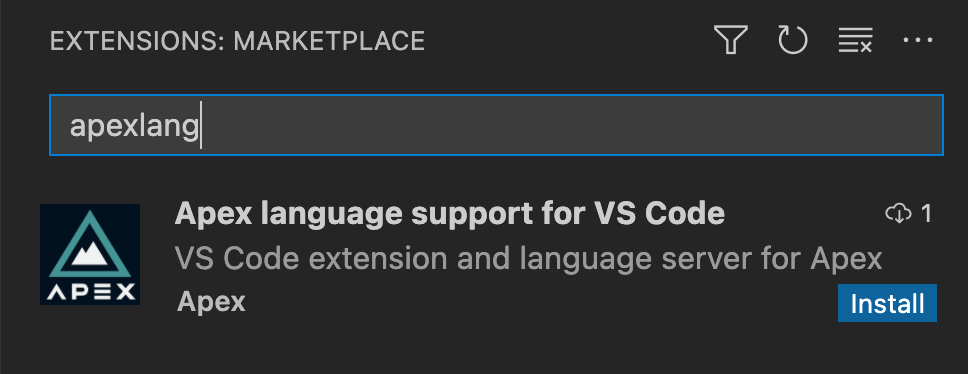 EXTENSIONS: MARKETPLACE
apexlang
Apex language support for VS Code
1
VS Code extension and language server for Apex
APEX
Apex
Install